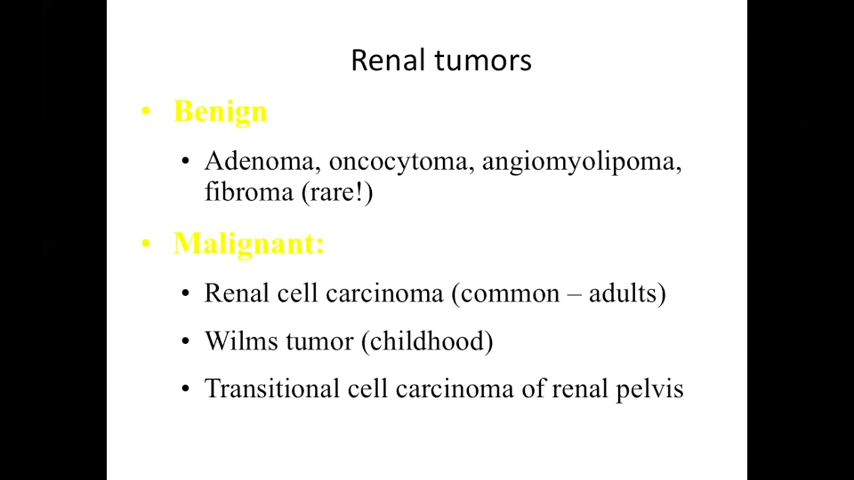 Renal tumors
• Benign
• Adenoma, oncocytoma, angiomyolipoma,
fibroma (rare!)
• Malignant:
• Renal cell carcinoma (common – adults)
• Wilms tumor (childhood)
• Transitional cell carcinoma of renal pelvis